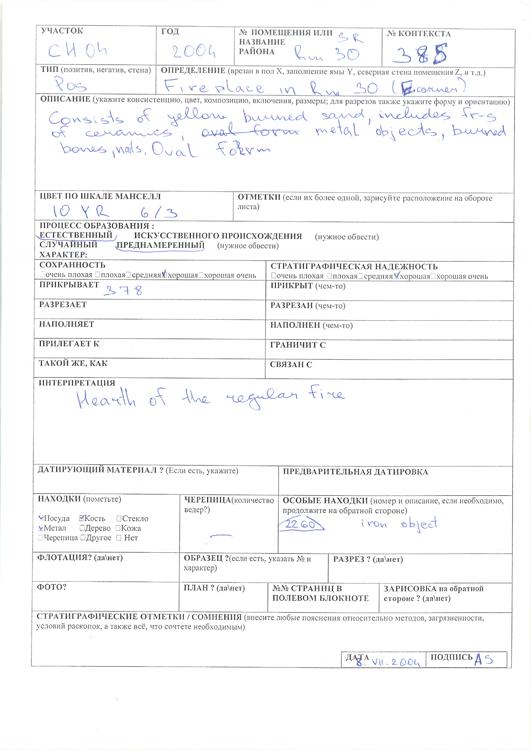 УЧАСТОК ГОД № ПОМЕЩЕНИЯ ИЛИ SR № КОНТЕКСТА
НАЗВАНИЕ
CH04 2004 РАЙОНА Rm 30 385
ТИП (позитив, негатив, стена) ОПРЕДЕЛЕНИЕ (врезан в пол X, заполнение ямы Y, северная стена помещения Z, и т.д.)
Pos Fireplace in Rm 30 (E corner)
ОПИСАНИЕ (укажите консистенцию, цвет, композицию, включения, размеры; для разрезов также укажите форму и ориентацию)
Consists of yellow burned sand, includes fr-s
of ceramics, oval form metal objects, burned
bones, nails. Oval form
ЦВЕТ ПО ШКАЛЕ МАНСЕЛЛ ОТМЕТКИ (если их более одной, зарисуйте расположение на обороте
листа)
10 YR 6/3
ПРОЦЕСС ОБРАЗОВАНИЯ :
ЕСТЕСТВЕННЫЙ ИСКУССТВЕННОГО ПРОИСХОЖДЕНИЯ (нужное обвести)
СЛУЧАЙНЫЙ ПРЕДНАМЕРЕННЫЙ (нужное обвести)
ХАРАКТЕР:
СОХРАННОСТЬ СТРАТИГРАФИЧЕСКАЯ НАДЕЖНОСТЬ
очень плохая плохая средняя хорошая хорошая очень очень плохая плохая средняя хорошая хорошая очень
ПРИКРЫВАЕТ 378 ПРИКРЫТ (чем-то)
РАЗРЕЗАЕТ РАЗРЕЗАН (чем-то)
НАПОЛНЯЕТ НАПОЛНЕН (чем-то)
ПРИЛЕГАЕТ К ГРАНИЧИТ С
ТАКОЙ ЖЕ, КАК СВЯЗАН С
ИНТЕРПРЕТАЦИЯ
Hearth of the regular fire
ДАТИРУЮЩИЙ МАТЕРИАЛ ? (Если есть, укажите) ПРЕДВАРИТЕЛЬНАЯ ДАТИРОВКА
НАХОДКИ (пометьте) ЧЕРЕПИЦА(количество ОСОБЫЕ НАХОДКИ (номер и описание, если необходимо,
ведер?) продолжите на обратной стороне)
Посуда Кость Стекло 2260 iron object
Метал Дерево Кожа
Черепица Другое Нет —
ФЛОТАЦИЯ? (да\нет) ОБРАЗЕЦ ?(если есть, указать № и РАЗРЕЗ ? (да\нет)
характер)
ФОТО? ПЛАН ? (да\нет) №№ СТРАНИЦ В ЗАРИСОВКА на обратной
ПОЛЕВОМ БЛОКНОТЕ стороне ? (да\нет)
СТРАТИГРАФИЧЕСКИЕ ОТМЕТКИ / СОМНЕНИЯ (внесите любые пояснения относительно методов, загрязненности,
условий раскопок, а также всё, что сочтете необходимым)
ДАТА 8.VII.2004 ПОДПИСЬ AS